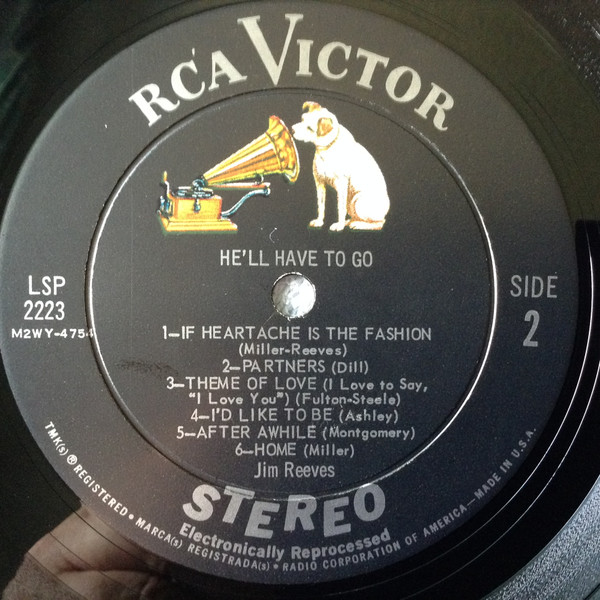 RCA VICTOR
HE'LL HAVE TO GO
LSP
2223
M2WY-4754
SIDE
2
1—IF HEARTACHE IS THE FASHION
(Miller-Reeves)
2—PARTNERS (Dill)
3—THEME OF LOVE (I Love to Say,
"I Love You") (Fulton-Steele)
4—I'D LIKE TO BE (Ashley)
5—AFTER AWHILE (Montgomery)
6—HOME (Miller)
Jim Reeves
STEREO
Electronically Reprocessed
TMK(s) ® REGISTERED • MARCA(s) REGISTRADA(s) • RADIO CORPORATION OF AMERICA—MADE IN U.S.A.